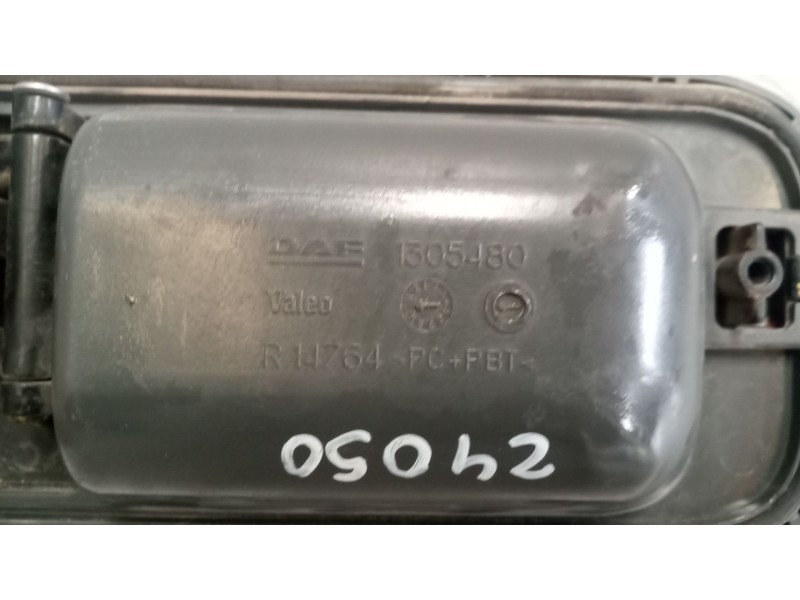 DAF 1305480
Valeo
R 14764 >PC+PBT<
24050